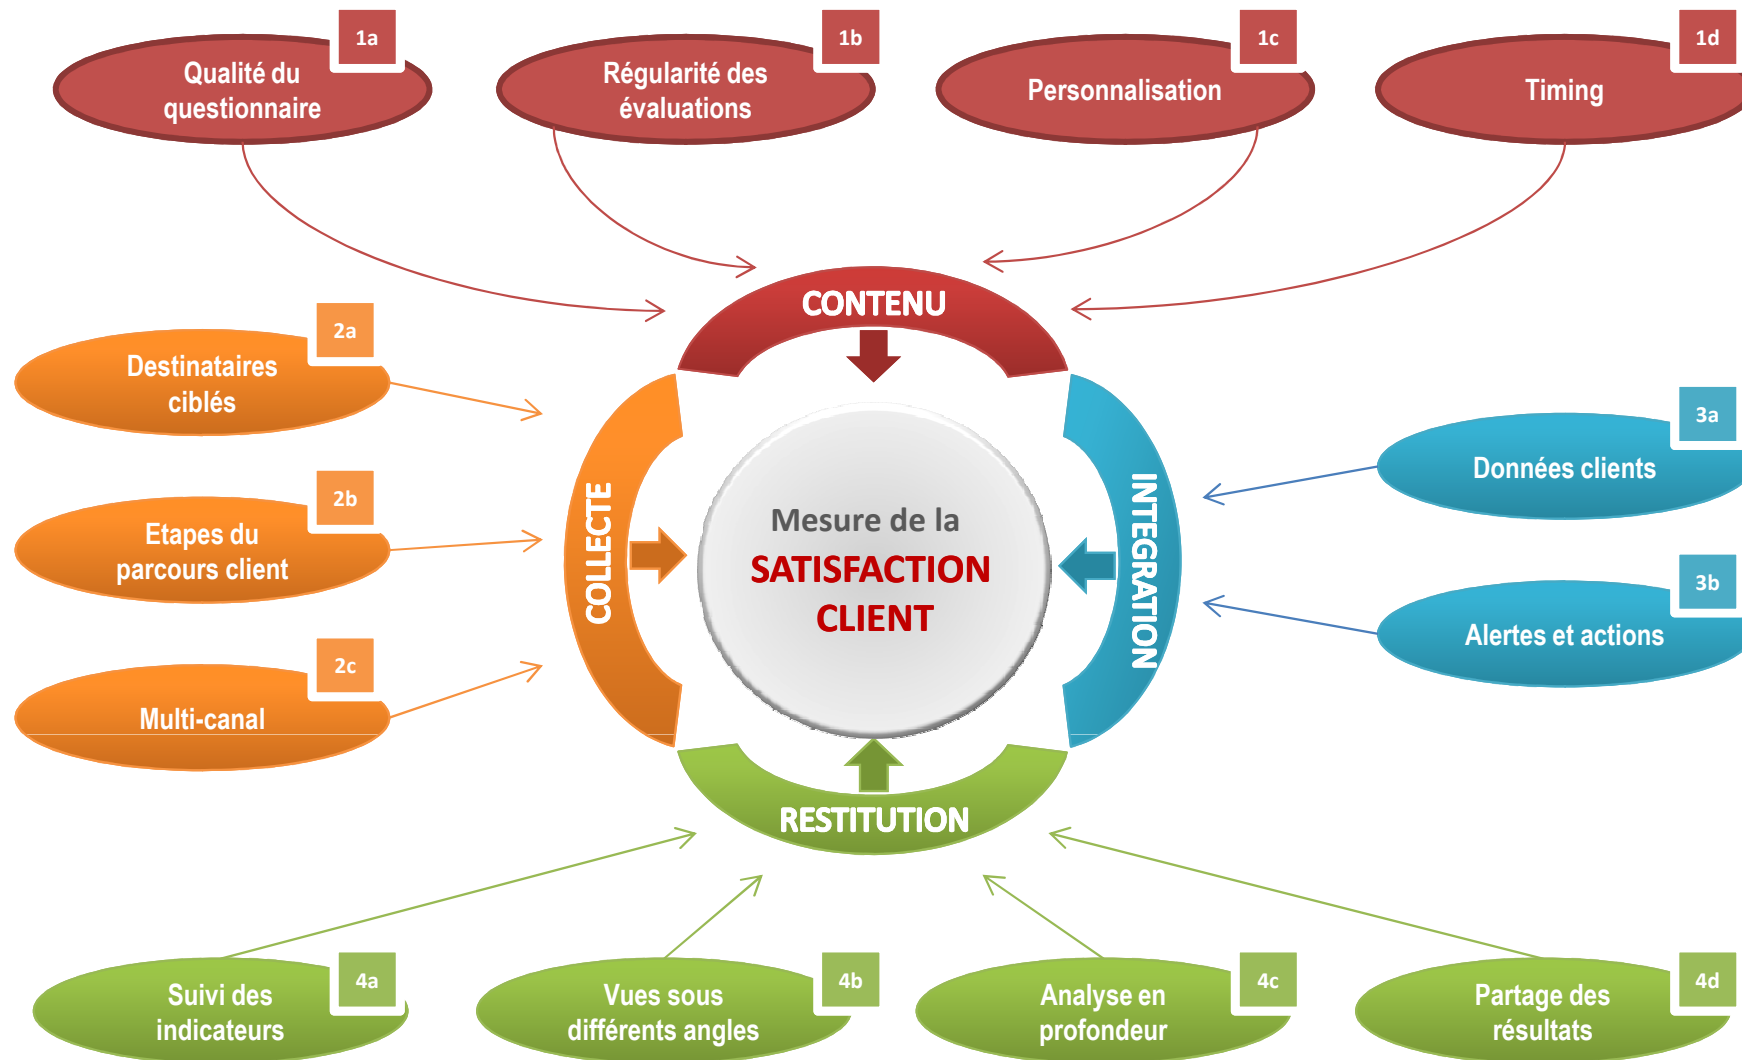 1a
Qualité du
questionnaire
1b
Régularité des
évaluations
1c
Personnalisation
1d
Timing
CONTENU
2a
Destinataires
ciblés
2b
Etapes du
parcours client
2c
Multi-canal
COLLECTE
Mesure de la
SATISFACTION
CLIENT
INTEGRATION
3a
Données clients
3b
Alertes et actions
RESTITUTION
4a
Suivi des
indicateurs
4b
Vues sous
différents angles
4c
Analyse en
profondeur
4d
Partage des
résultats